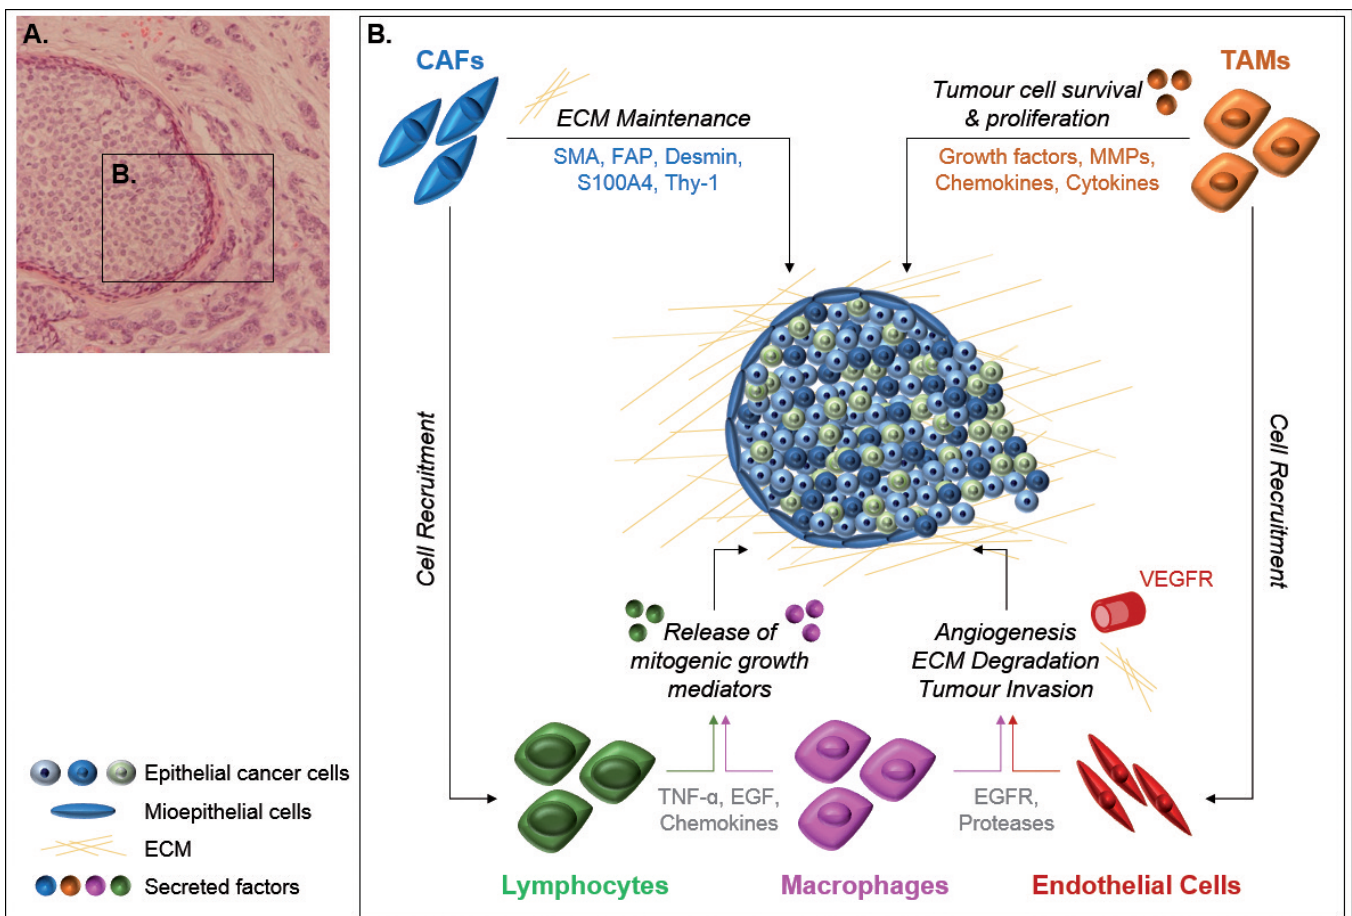 A.
B.
B.
CAFs
TAMs
ECM Maintenance
SMA, FAP, Desmin,
S100A4, Thy-1
Tumour cell survival
& proliferation
Growth factors, MMPs,
Chemokines, Cytokines
Cell Recruitment
Cell Recruitment
VEGFR
Release of
mitogenic growth
mediators
Angiogenesis
ECM Degradation
Tumour Invasion
TNF-α, EGF,
Chemokines
EGFR,
Proteases
Lymphocytes
Macrophages
Endothelial Cells
Epithelial cancer cells
Mioepithelial cells
ECM
Secreted factors